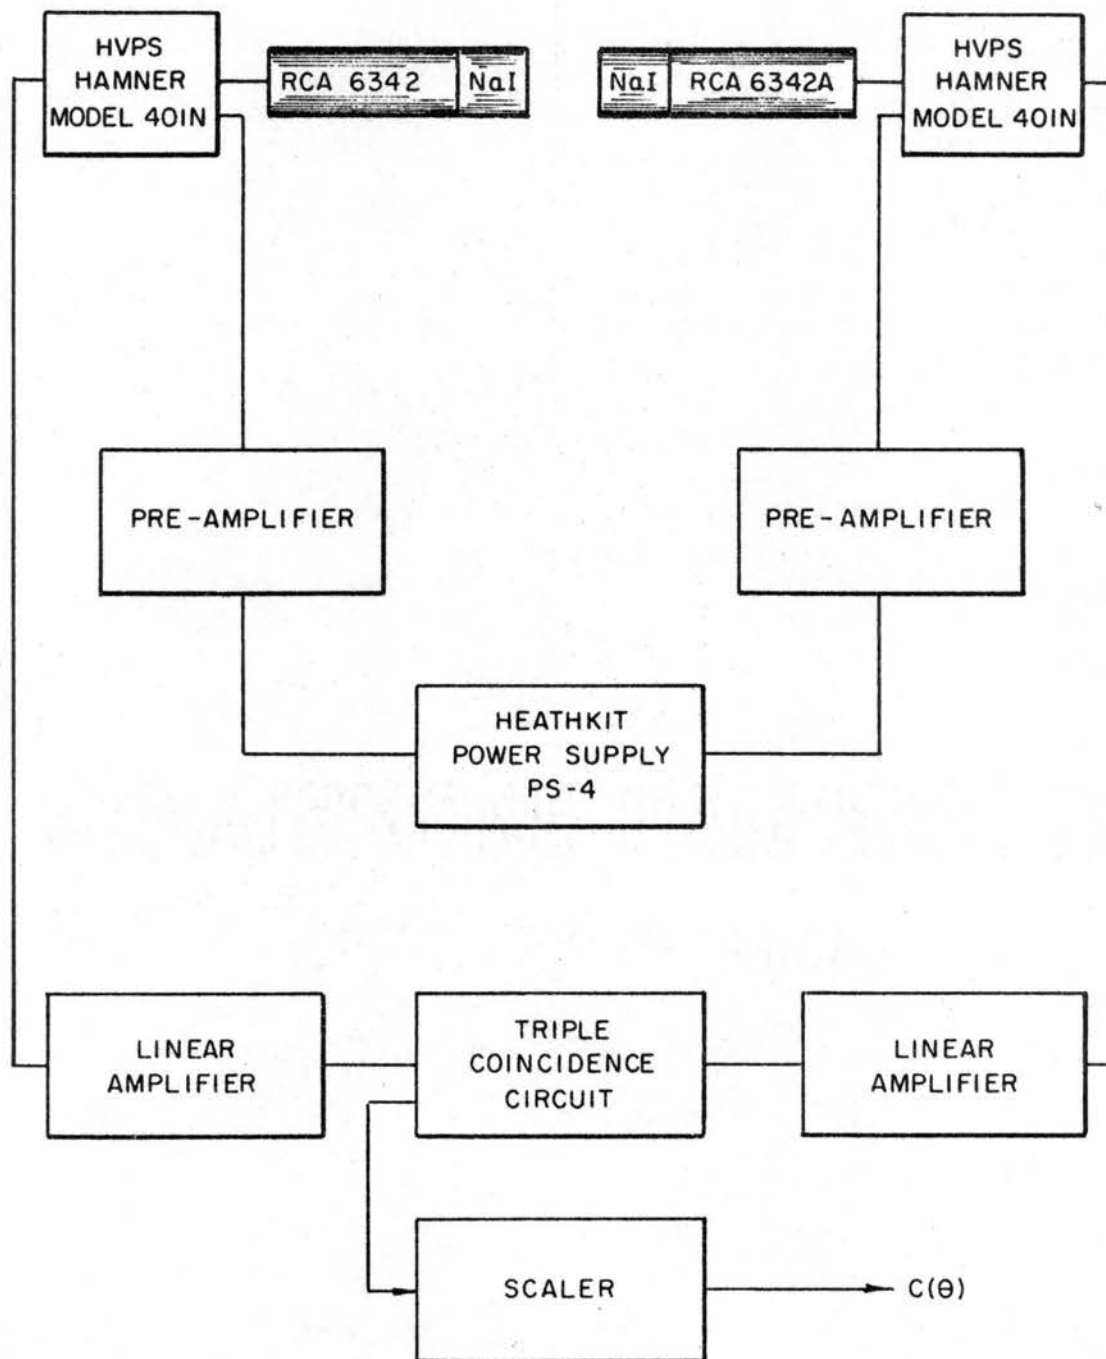 HVPS
HAMNER
MODEL 401N
RCA 6342 NaI
NaI RCA 6342A
HVPS
HAMNER
MODEL 401N
PRE-AMPLIFIER
PRE-AMPLIFIER
HEATHKIT
POWER SUPPLY
PS-4
LINEAR
AMPLIFIER
TRIPLE
COINCIDENCE
CIRCUIT
LINEAR
AMPLIFIER
SCALER
C(θ)